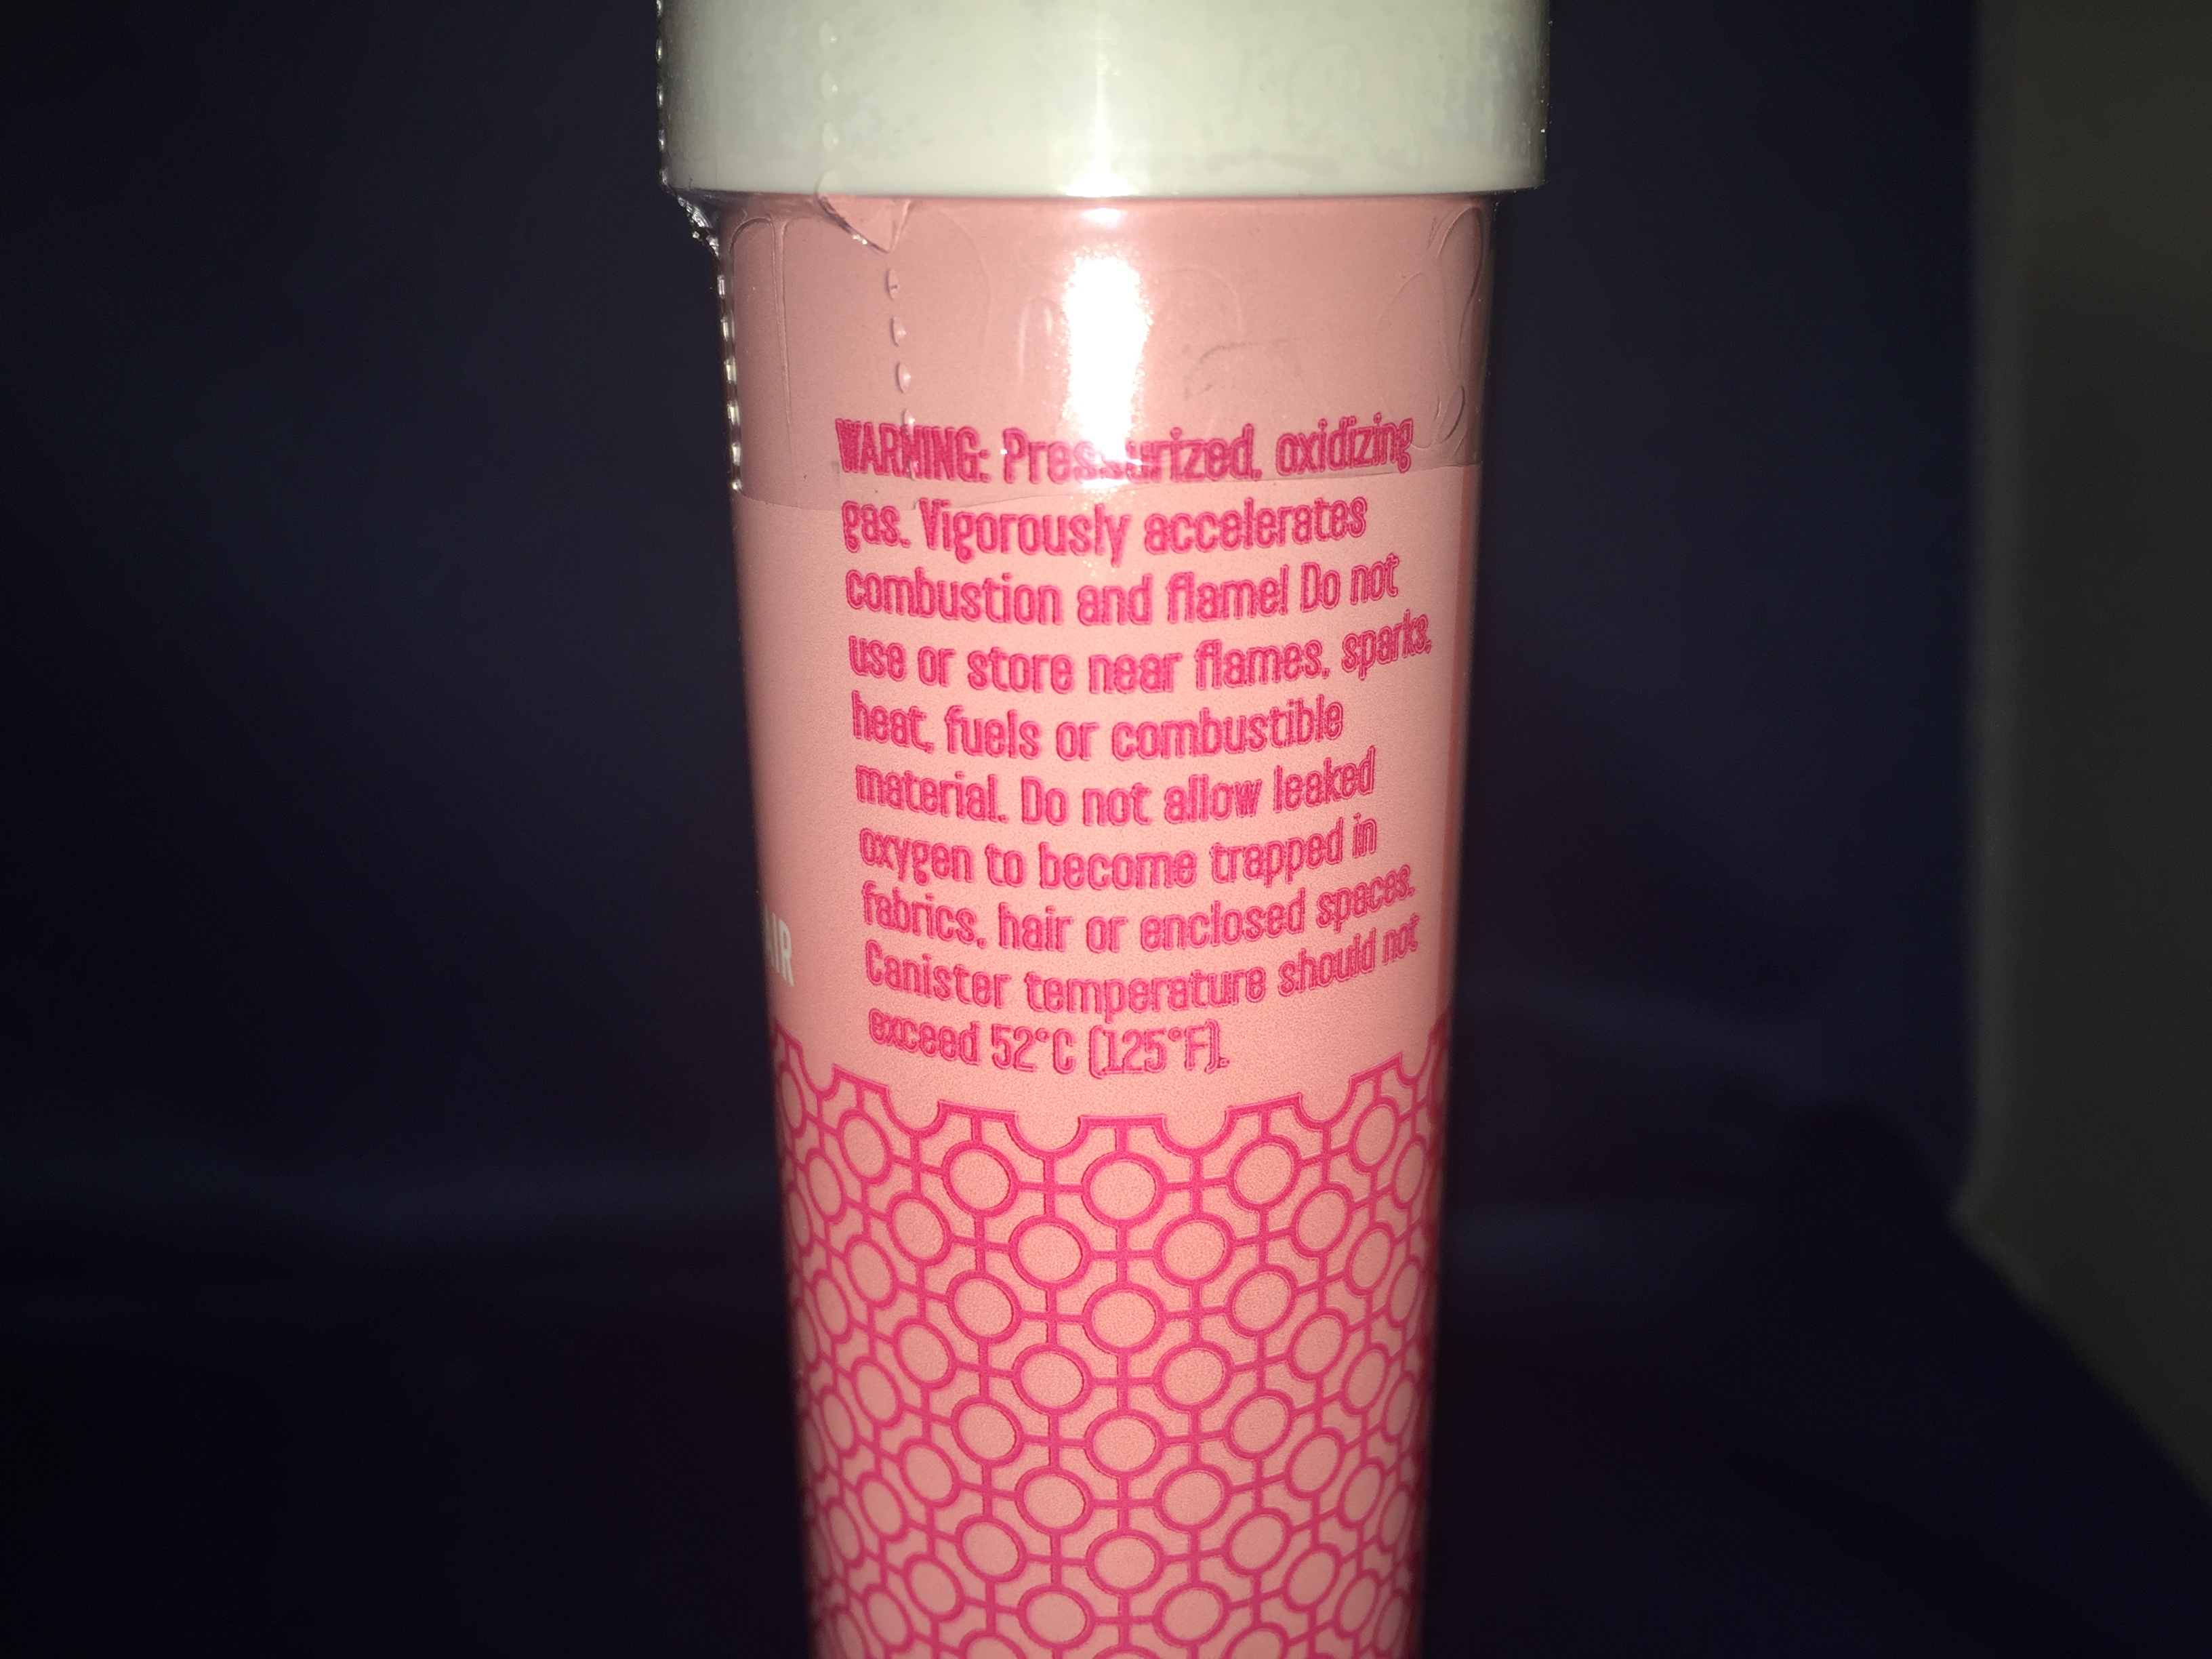 WARNING: Pressurized, oxidizing
gas. Vigorously accelerates
combustion and flame! Do not
use or store near flames, sparks,
heat, fuels or combustible
material. Do not allow leaked
oxygen to become trapped in
fabrics, hair or enclosed spaces.
Canister temperature should not
exceed 52°C (125°F).
AIR